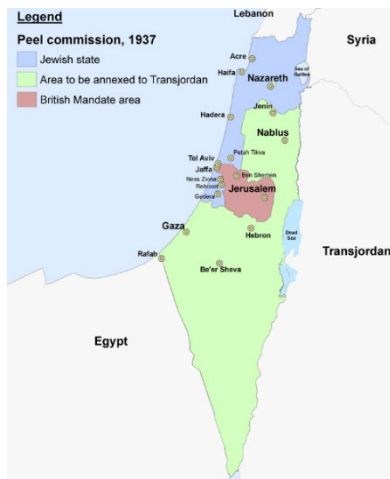 Legend
Peel commission, 1937
Jewish state
Area to be annexed to Transjordan
British Mandate area
Lebanon
Syria
Acre
Haifa
Sea of Galilee
Nazareth
Jenin
Hadera
Nablus
Petah Tikva
Tel Aviv
Jaffa
Ben Shemen
Ness Ziona
Rehovot
Jerusalem
Gedera
Gaza
Hebron
Dead
Sea
Rafah
Be'er Sheva
Transjordan
Egypt